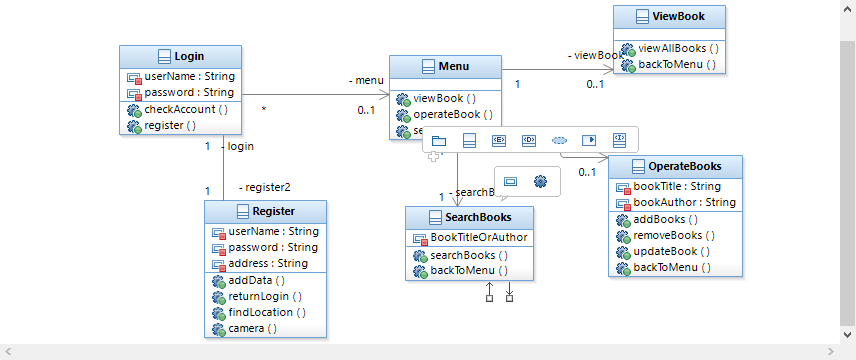 ViewBook
viewAllBooks ( )
backToMenu ( )
Login
userName : String
password : String
checkAccount ( )
register ( )
- menu
*
0..1
Menu
viewBook ( )
operateBook ( )
- viewBook
1
0..1
1
- login
1
- register2
Register
userName : String
password : String
address : String
addData ( )
returnLogin ( )
findLocation ( )
camera ( )
<E>
<D>
<I>
1
- searchB
1
SearchBooks
BookTitleOrAuthor
searchBooks ( )
backToMenu ( )
0..1
OperateBooks
bookTitle : String
bookAuthor : String
addBooks ( )
removeBooks ( )
updateBook ( )
backToMenu ( )